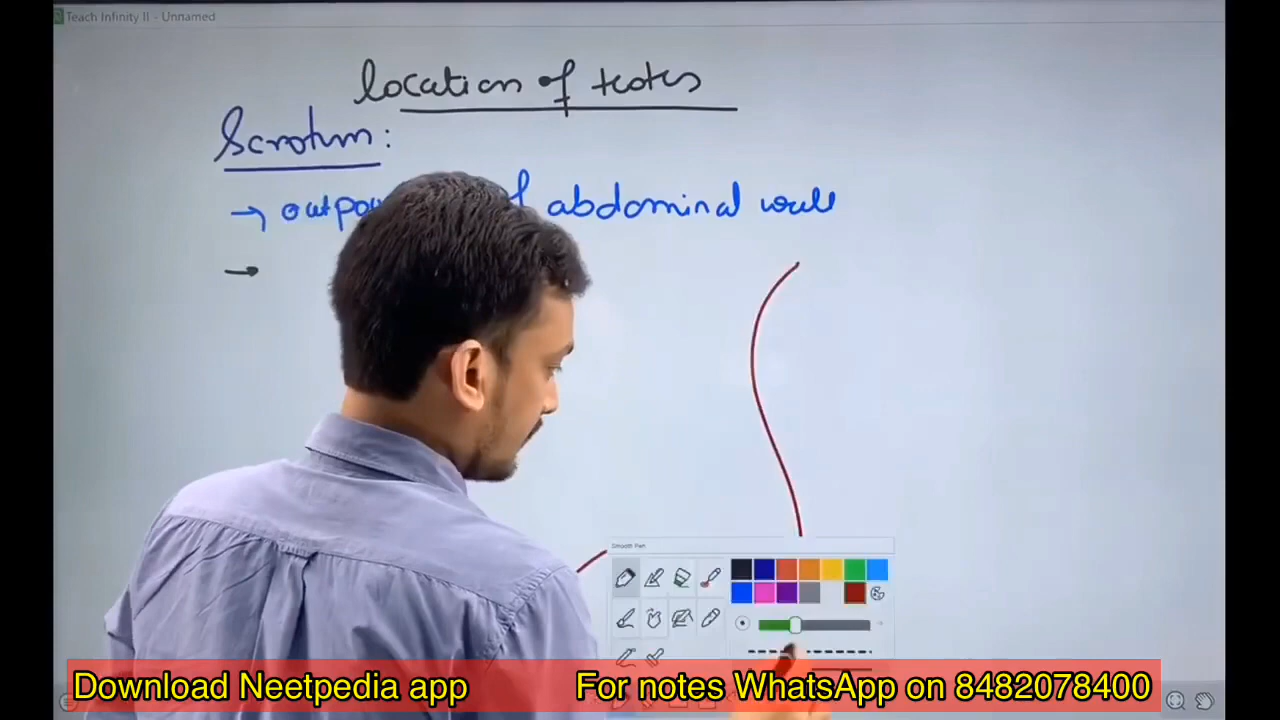 Teach Infinity II - Unnamed
location of testes
Scrotum:
→ outpou f abdominal wall
→
Smooth Pen
Download Neetpedia app For notes WhatsApp on 8482078400